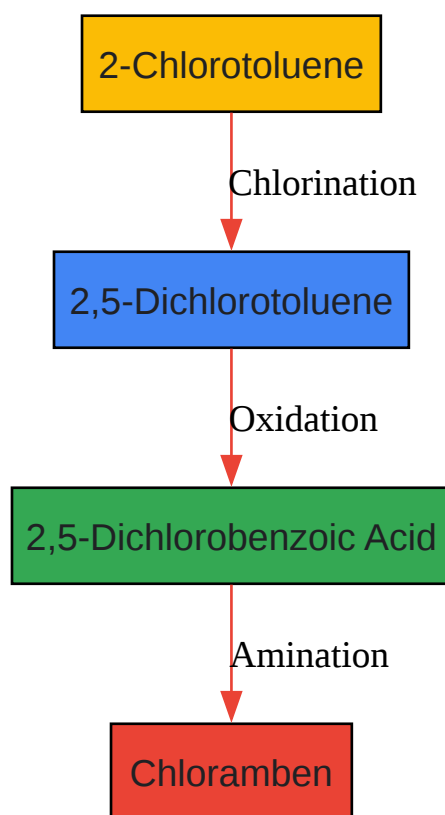 2-Chlorotoluene
Chlorination
2,5-Dichlorotoluene
Oxidation
2,5-Dichlorobenzoic Acid
Amination
Chloramben